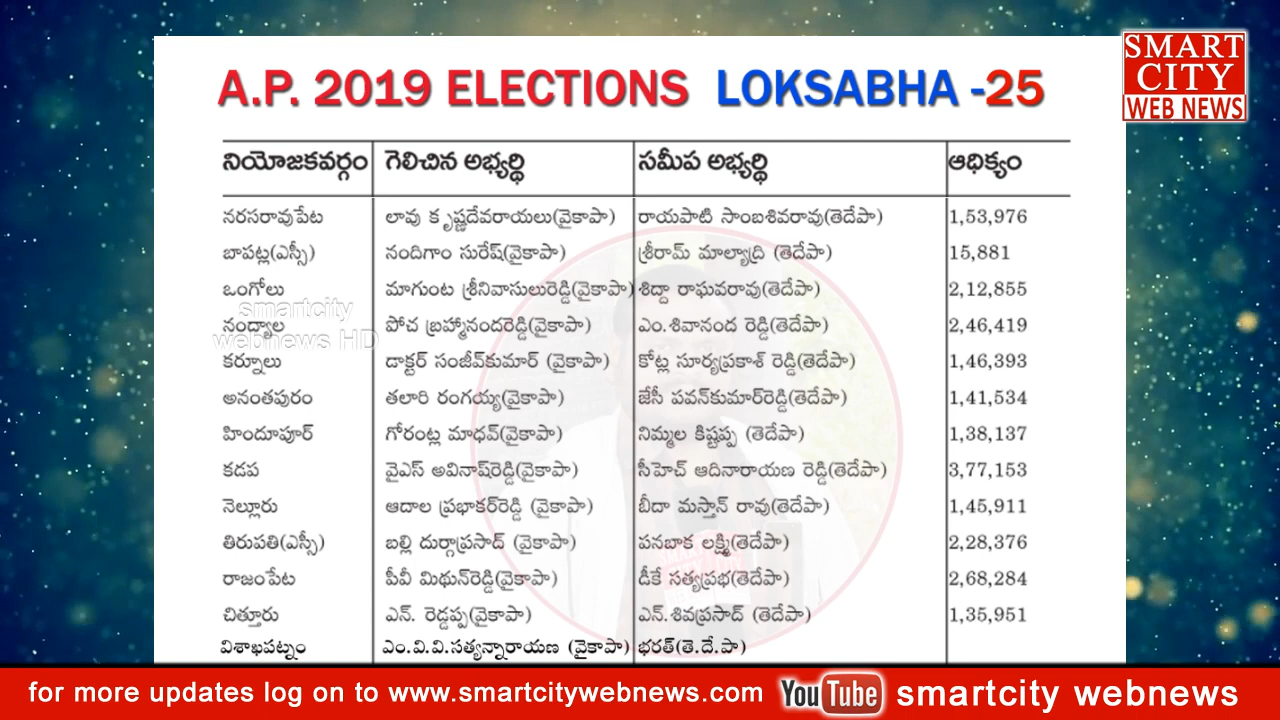 SMART
CITY
WEB NEWS
A.P. 2019 ELECTIONS LOKSABHA -25
నియోజకవర్గం గెలిచిన అభ్యర్థి సమీప అభ్యర్థి ఆధిక్యం
నరసరావుపేట లావు కృష్ణదేవరాయలు(వైకాపా) రాయపాటి సాంబశివరావు(తెదేపా) 1,53,976
బాపట్ల(ఎస్సీ) నందిగాం సురేష్(వైకాపా) శ్రీరామ్ మాల్యాద్రి (తెదేపా) 15,881
ఒంగోలు మాగుంట శ్రీనివాసులురెడ్డి(వైకాపా) శిద్దా రాఘవరావు(తెదేపా) 2,12,855
smartcity
నంద్యాల పోచ బ్రహ్మానందరెడ్డి(వైకాపా) ఎం.శివానంద రెడ్డి(తెదేపా) 2,46,419
webnews HD
కర్నూలు డాక్టర్ సంజీవ్‌కుమార్ (వైకాపా) కోట్ల సూర్యప్రకాశ్ రెడ్డి(తెదేపా) 1,46,393
అనంతపురం తలారి రంగయ్య(వైకాపా) జేసీ పవన్‌కుమార్‌రెడ్డి(తెదేపా) 1,41,534
హిందూపూర్ గోరంట్ల మాధవ్(వైకాపా) నిమ్మల కిష్టప్ప (తెదేపా) 1,38,137
కడప వైఎస్ అవినాష్‌రెడ్డి(వైకాపా) సీహెచ్ ఆదినారాయణ రెడ్డి(తెదేపా) 3,77,153
నెల్లూరు ఆదాల ప్రభాకర్‌రెడ్డి (వైకాపా) బీదా మస్తాన్ రావు(తెదేపా) 1,45,911
తిరుపతి(ఎస్సీ) బల్లి దుర్గాప్రసాద్ (వైకాపా) పనబాక లక్ష్మి(తెదేపా) 2,28,376
రాజంపేట పీవీ మిథున్‌రెడ్డి(వైకాపా) డీకే సత్యప్రభ(తెదేపా) 2,68,284
చిత్తూరు ఎన్. రెడ్డప్ప(వైకాపా) ఎన్.శివప్రసాద్ (తెదేపా) 1,35,951
విశాఖపట్నం ఎం.వి.వి.సత్యన్నారాయణ (వైకాపా) భరత్(తె.దే.పా)
for more updates log on to www.smartcitywebnews.com YouTube smartcity webnews